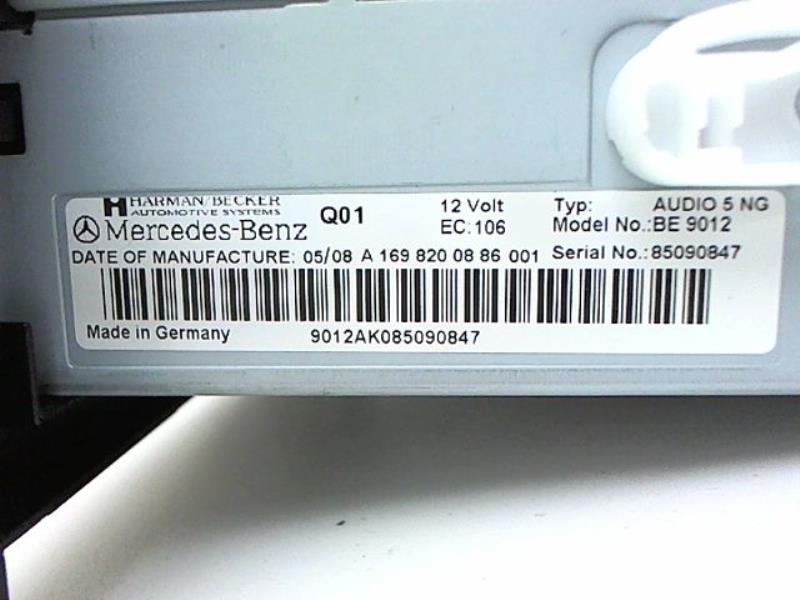 HARMAN/BECKER
AUTOMOTIVE SYSTEMS
Mercedes-Benz
Q01
12 Volt
EC:106
Typ: AUDIO 5 NG
Model No.:BE 9012
DATE OF MANUFACTURE: 05/08 A 169 820 08 86 001
Serial No.:85090847
Made in Germany
9012AK085090847